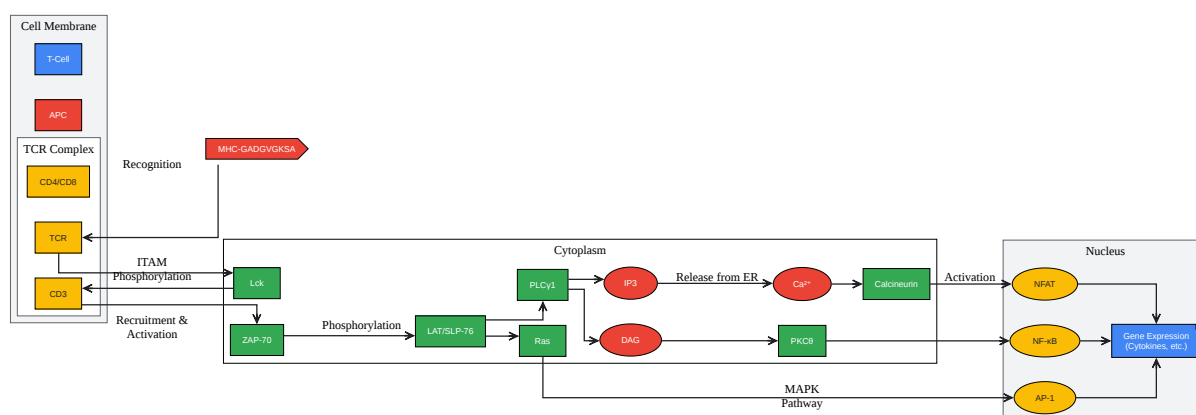 Cell Membrane
T-Cell
APC
TCR Complex
CD4/CD8
TCR
CD3
Recognition
MHC-GADGVGKSA
ITAM
Phosphorylation
Recruitment &
Activation
Cytoplasm
Lck
ZAP-70
Phosphorylation
LAT/SLP-76
PLCγ1
Ras
IP3
DAG
Release from ER
Ca²⁺
PKCθ
Calcineurin
MAPK
Pathway
Activation
Nucleus
NFAT
NF-κB
AP-1
Gene Expression
(Cytokines, etc.)